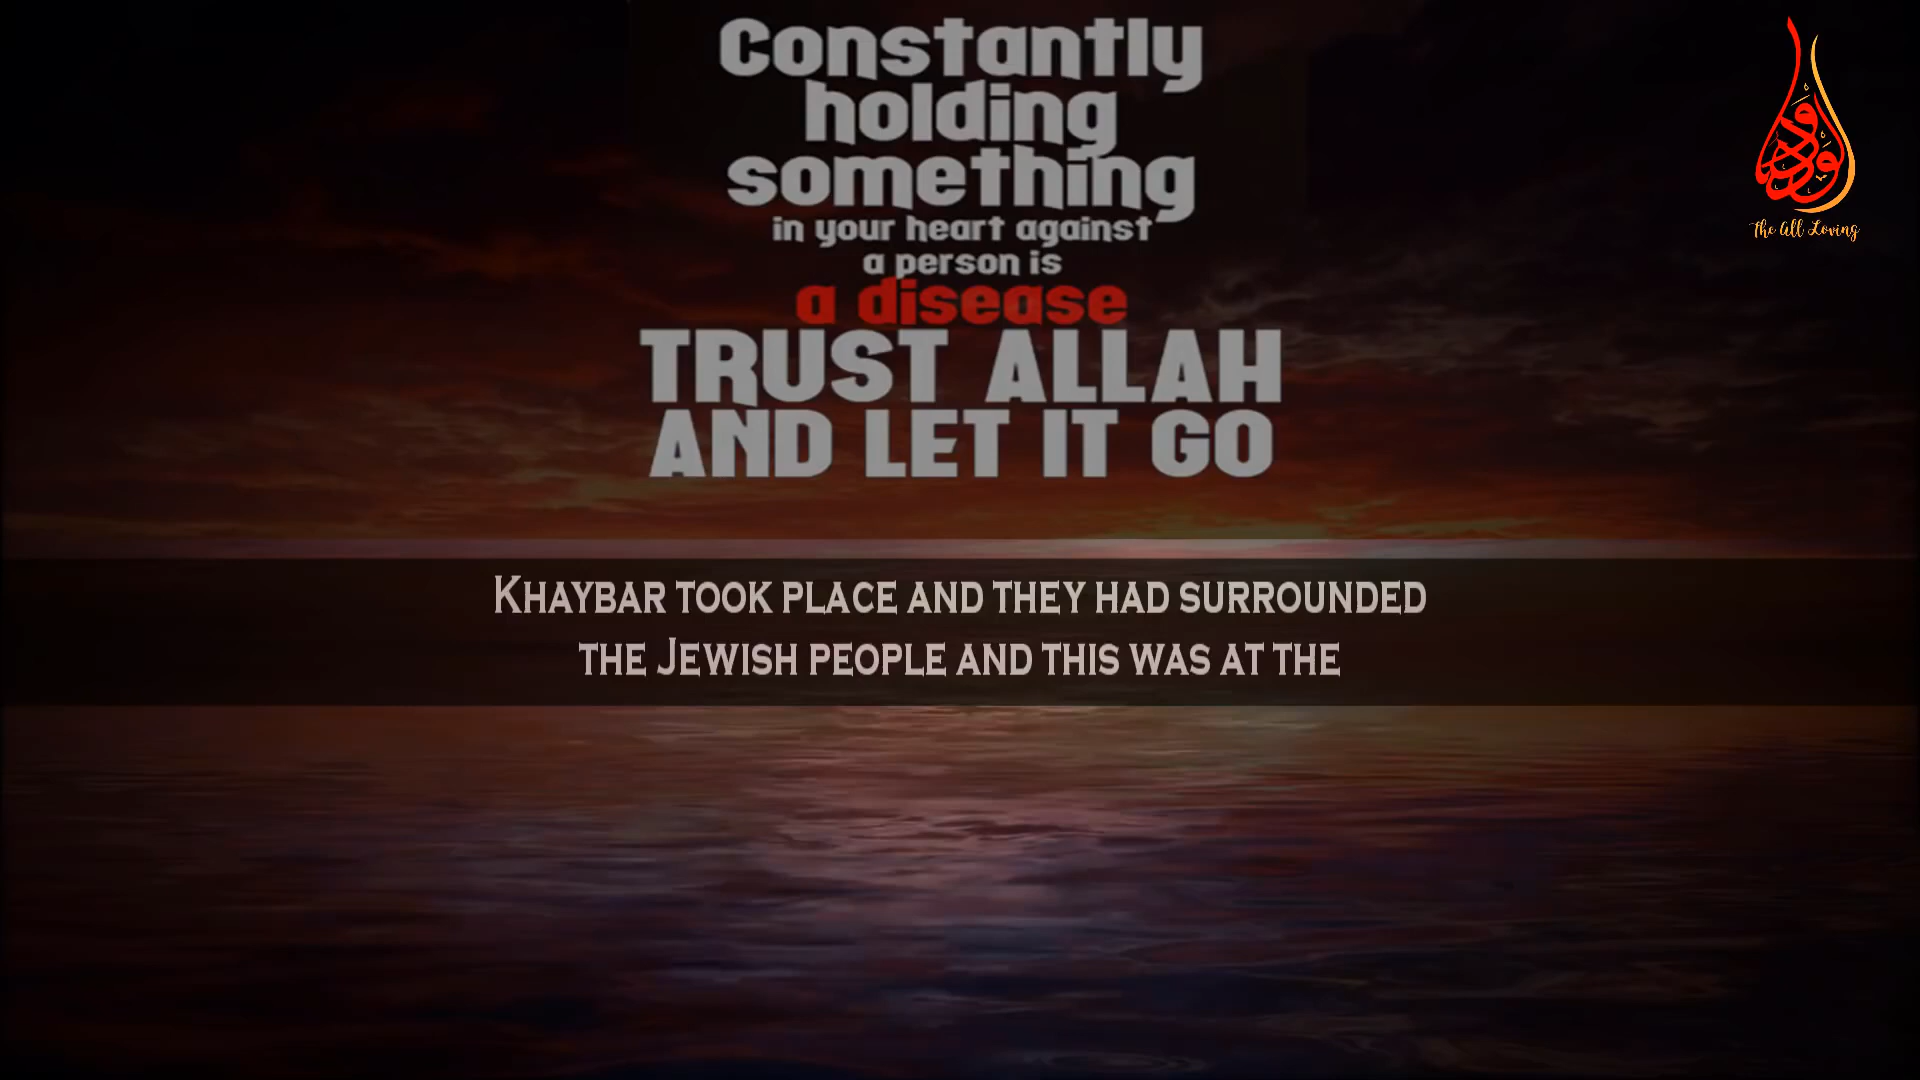 Constantly
holding
something
in your heart against
a person is
a disease
TRUST ALLAH
AND LET IT GO
The All Loving
KHAYBAR TOOK PLACE AND THEY HAD SURROUNDED
THE JEWISH PEOPLE AND THIS WAS AT THE